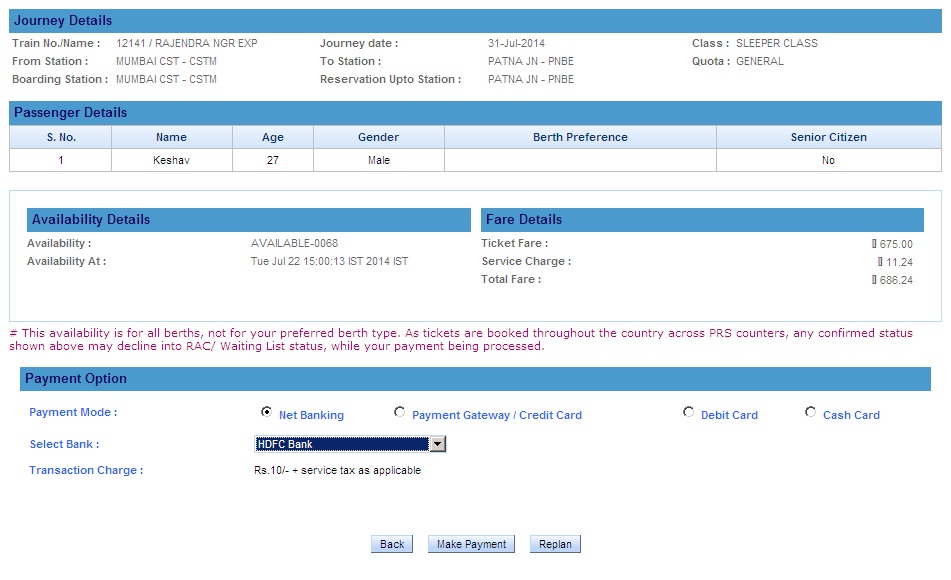 Journey Details
Train No./Name : 12141 / RAJENDRA NGR EXP Journey date : 31-Jul-2014 Class : SLEEPER CLASS
From Station : MUMBAI CST - CSTM To Station : PATNA JN - PNBE Quota : GENERAL
Boarding Station : MUMBAI CST - CSTM Reservation Upto Station : PATNA JN - PNBE
Passenger Details
S. No. Name Age Gender Berth Preference Senior Citizen
1 Keshav 27 Male No
Availability Details Fare Details
Availability : AVAILABLE-0068 Ticket Fare : 675.00
Availability At : Tue Jul 22 15:00:13 IST 2014 IST Service Charge : 11.24
Total Fare : 686.24
# This availability is for all berths, not for your preferred berth type. As tickets are booked throughout the country across PRS counters, any confirmed status
shown above may decline into RAC/ Waiting List status, while your payment being processed.
Payment Option
Payment Mode : Net Banking Payment Gateway / Credit Card Debit Card Cash Card
Select Bank : HDFC Bank
Transaction Charge : Rs.10/- + service tax as applicable
Back Make Payment Replan